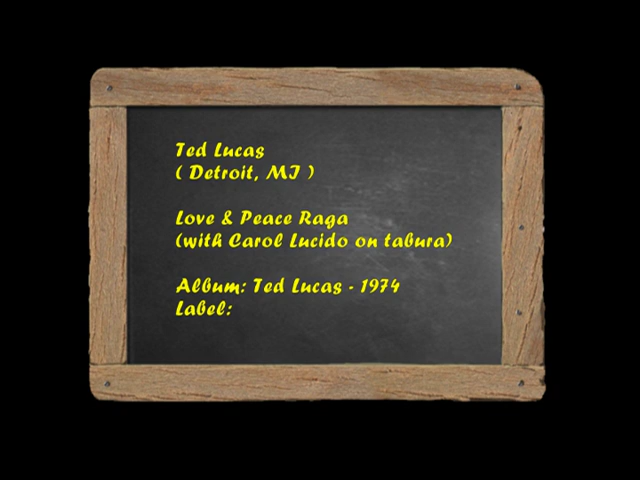 Ted Lucas
( Detroit, MI )
Love & Peace Raga
(with Carol Lucido on tabura)
Album: Ted Lucas - 1974
Label: